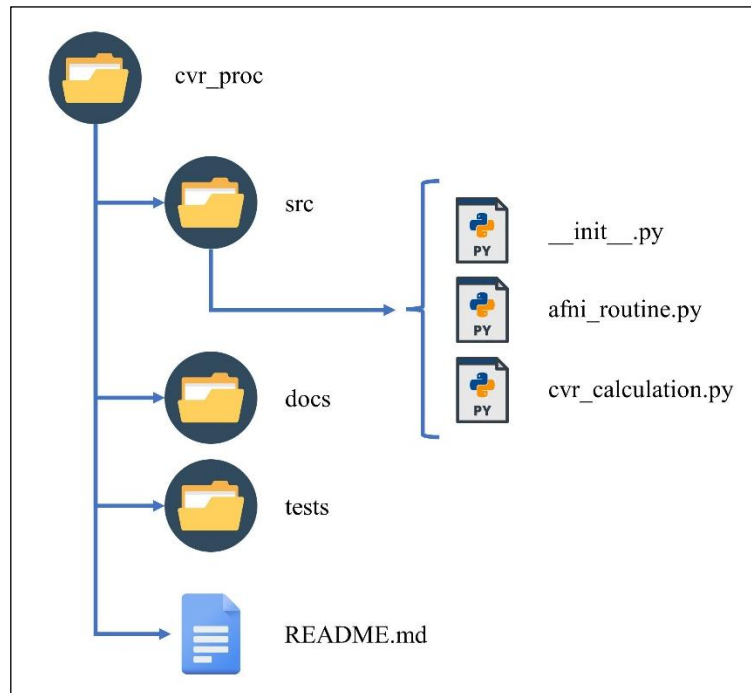 cvr_proc
src
PY
__init__.py
PY
afni_routine.py
PY
cvr_calculation.py
docs
tests
README.md